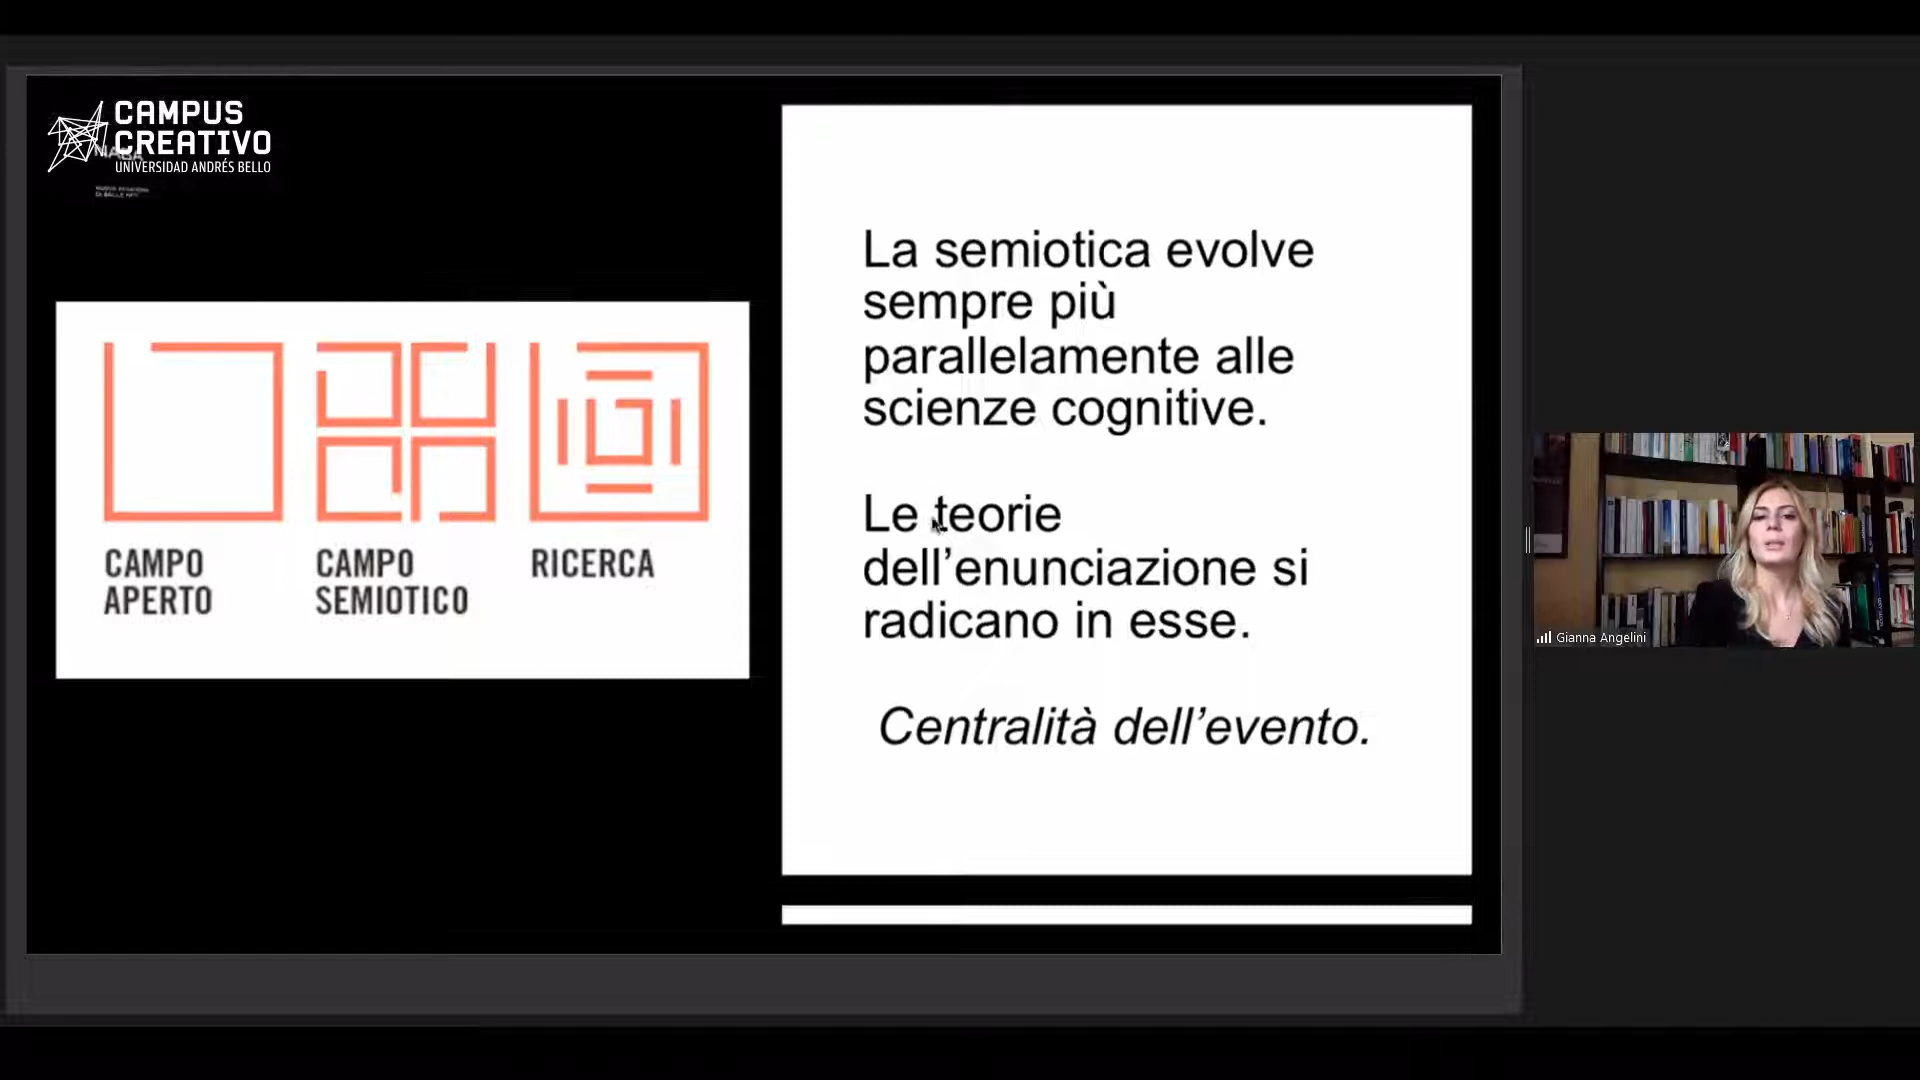 CAMPUS
CREATIVO
UNIVERSIDAD ANDRÉS BELLO
NABA
La semiotica evolve
sempre più
parallelamente alle
scienze cognitive.
Le teorie
dell’enunciazione si
radicano in esse.
Centralità dell’evento.
CAMPO
APERTO
CAMPO
SEMIOTICO
RICERCA
Gianna Angelini